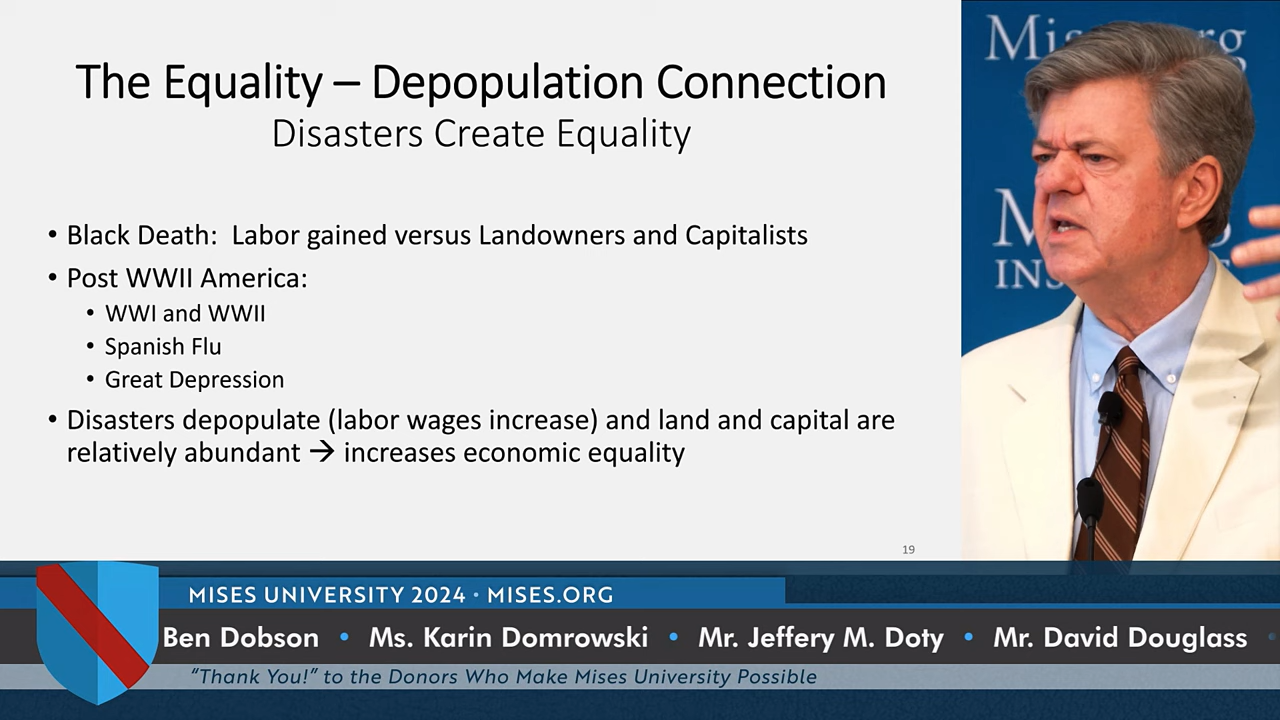 The Equality – Depopulation Connection
Disasters Create Equality
• Black Death: Labor gained versus Landowners and Capitalists
• Post WWII America:
• WWI and WWII
• Spanish Flu
• Great Depression
• Disasters depopulate (labor wages increase) and land and capital are
relatively abundant → increases economic equality
19
INS
MISES UNIVERSITY 2024 • MISES.ORG
Ben Dobson • Ms. Karin Domrowski • Mr. Jeffery M. Doty • Mr. David Douglass
“Thank You!” to the Donors Who Make Mises University Possible